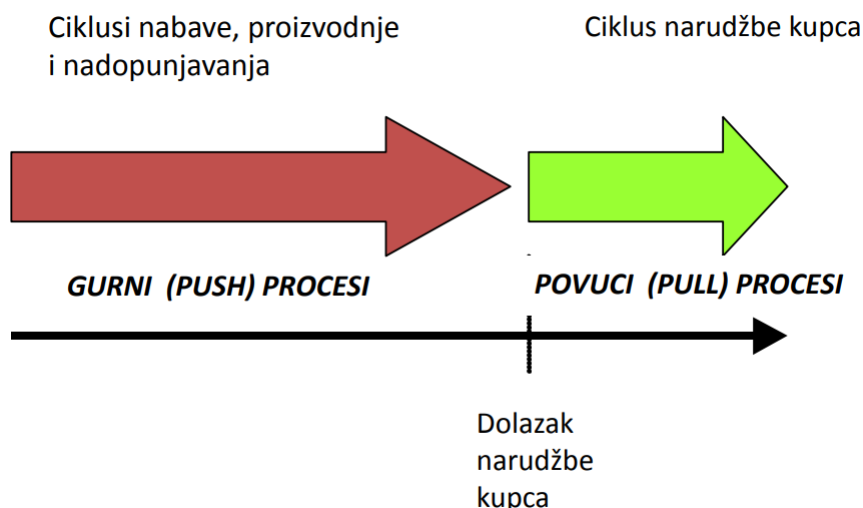 Ciklusi nabave, proizvodnje
i nadopunjavanja
Ciklus narudžbe kupca
GURNI (PUSH) PROCESI
POVUCI (PULL) PROCESI
Dolazak
narudžbe
kupca